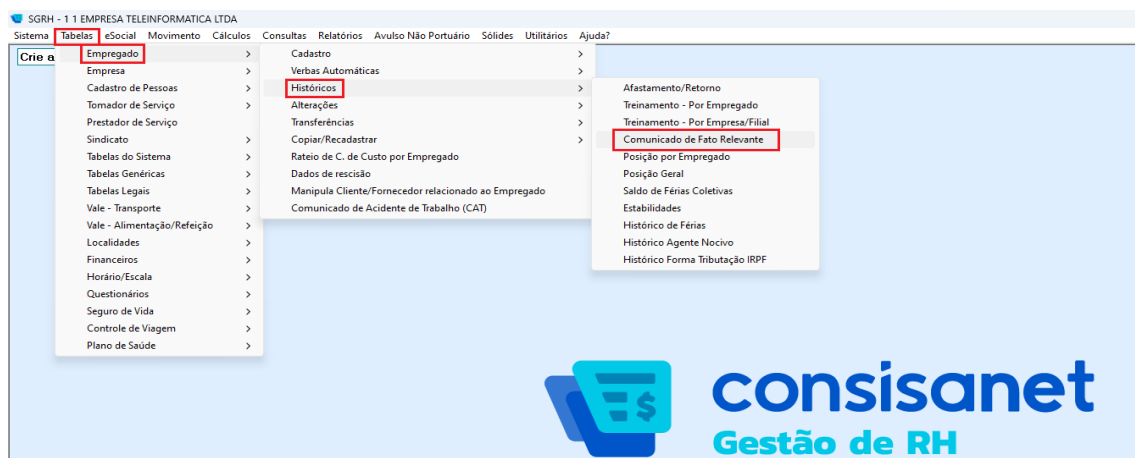 SGRH - 1 1 EMPRESA TELEINFORMATICA LTDA
Sistema Tabelas eSocial Movimento Cálculos Consultas Relatórios Avulso Não Portuário Sólides Utilitários Ajuda?
Crie a
Empregado >
Empresa >
Cadastro de Pessoas >
Tomador de Serviço >
Prestador de Serviço
Sindicato >
Tabelas do Sistema >
Tabelas Genéricas >
Tabelas Legais >
Vale - Transporte >
Vale - Alimentação/Refeição >
Localidades >
Financeiros >
Horário/Escala >
Questionários >
Seguro de Vida >
Controle de Viagem >
Plano de Saúde >
Cadastro >
Verbas Automáticas >
Históricos >
Alterações >
Transferências >
Copiar/Recadastrar >
Rateio de C. de Custo por Empregado
Dados de rescisão
Manipula Cliente/Fornecedor relacionado ao Empregado
Comunicado de Acidente de Trabalho (CAT)
Afastamento/Retorno
Treinamento - Por Empregado
Treinamento - Por Empresa/Filial
Comunicado de Fato Relevante
Posição por Empregado
Posição Geral
Saldo de Férias Coletivas
Estabilidades
Histórico de Férias
Histórico Agente Nocivo
Histórico Forma Tributação IRPF
$
consisanet
Gestão de RH